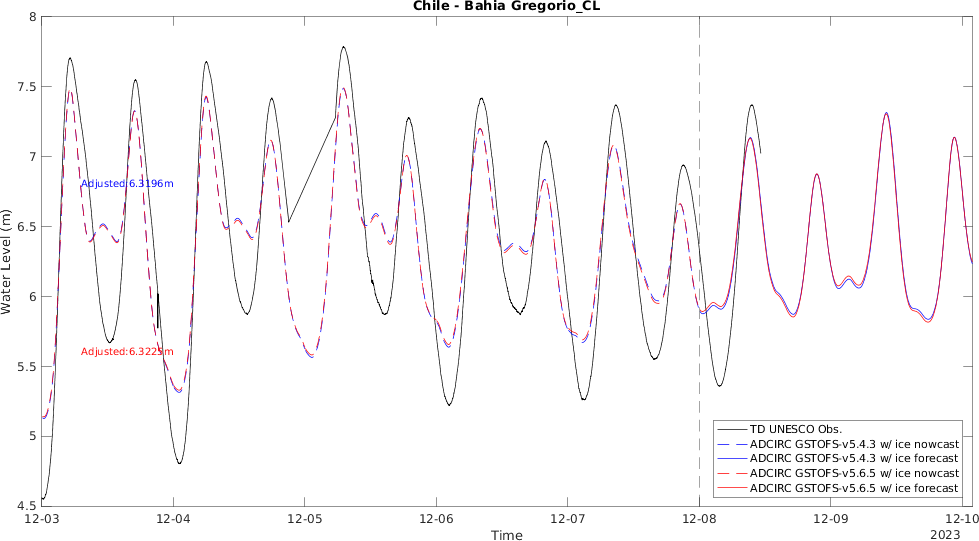 Chile - Bahia Gregorio_CL
8
7.5
7
6.5
6
5.5
5
4.5
Water Level (m)
Adjusted:6.3196m
Adjusted:6.3225m
TD UNESCO Obs.
ADCIRC GSTOFS-v5.4.3 w/ ice nowcast
ADCIRC GSTOFS-v5.4.3 w/ ice forecast
ADCIRC GSTOFS-v5.6.5 w/ ice nowcast
ADCIRC GSTOFS-v5.6.5 w/ ice forecast
12-03 12-04 12-05 12-06 12-07 12-08 12-09 12-10
Time
2023